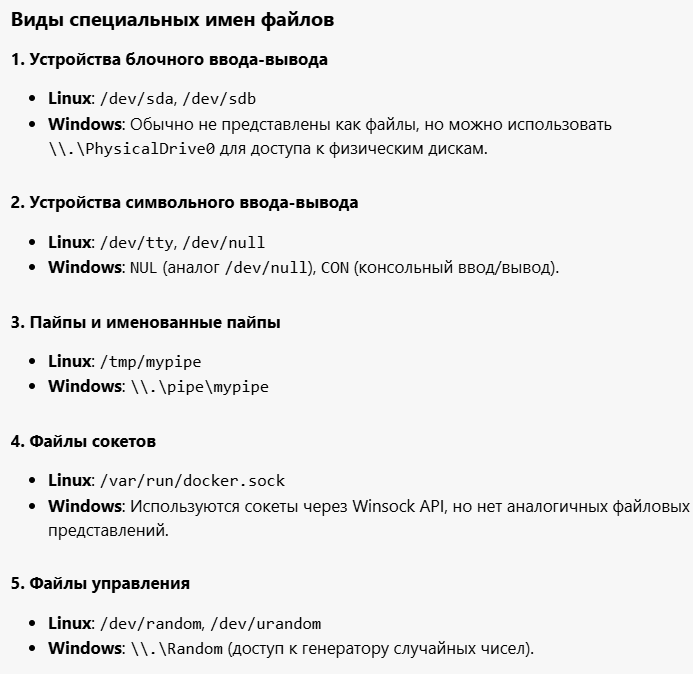 Виды специальных имен файлов
1. Устройства блочного ввода-вывода
• Linux: /dev/sda, /dev/sdb
• Windows: Обычно не представлены как файлы, но можно использовать
\\.\PhysicalDrive0 для доступа к физическим дискам.
2. Устройства символьного ввода-вывода
• Linux: /dev/tty, /dev/null
• Windows: NUL (аналог /dev/null), CON (консольный ввод/вывод).
3. Пайпы и именованные пайпы
• Linux: /tmp/mypipe
• Windows: \\.\pipe\mypipe
4. Файлы сокетов
• Linux: /var/run/docker.sock
• Windows: Используются сокеты через Winsock API, но нет аналогичных файловых
представлений.
5. Файлы управления
• Linux: /dev/random, /dev/urandom
• Windows: \\.\Random (доступ к генератору случайных чисел).